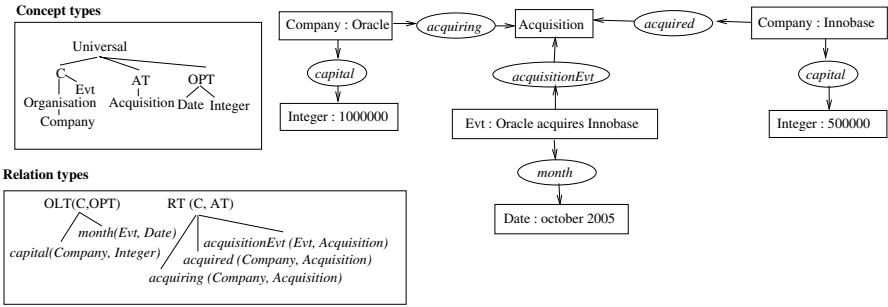 Concept types
Universal
C
Evt
Organisation
Company
AT
Acquisition
OPT
Date Integer
Company : Oracle
acquiring
Acquisition
acquired
Company : Innobase
capital
acquisitionEvt
capital
Integer : 1000000
Evt : Oracle acquires Innobase
Integer : 500000
month
Date : october 2005
Relation types
OLT(C,OPT)
RT (C, AT)
month(Evt, Date)
capital(Company, Integer)
acquisitionEvt (Evt, Acquisition)
acquired (Company, Acquisition)
acquiring (Company, Acquisition)